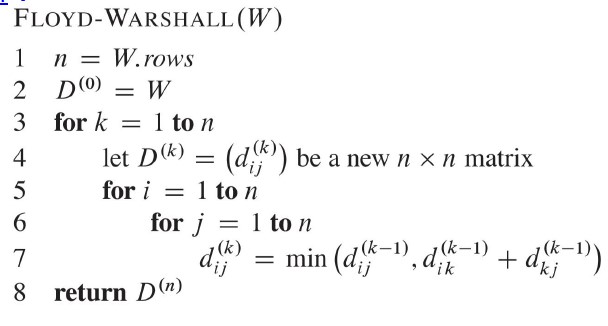 FLOYD-WARSHALL(W)
1 n = W.rows
2 D^(0) = W
3 for k = 1 to n
4 let D^(k) = (d_ij^(k)) be a new n × n matrix
5 for i = 1 to n
6 for j = 1 to n
7 d_ij^(k) = min (d_ij^(k−1), d_ik^(k−1) + d_kj^(k−1))
8 return D^(n)